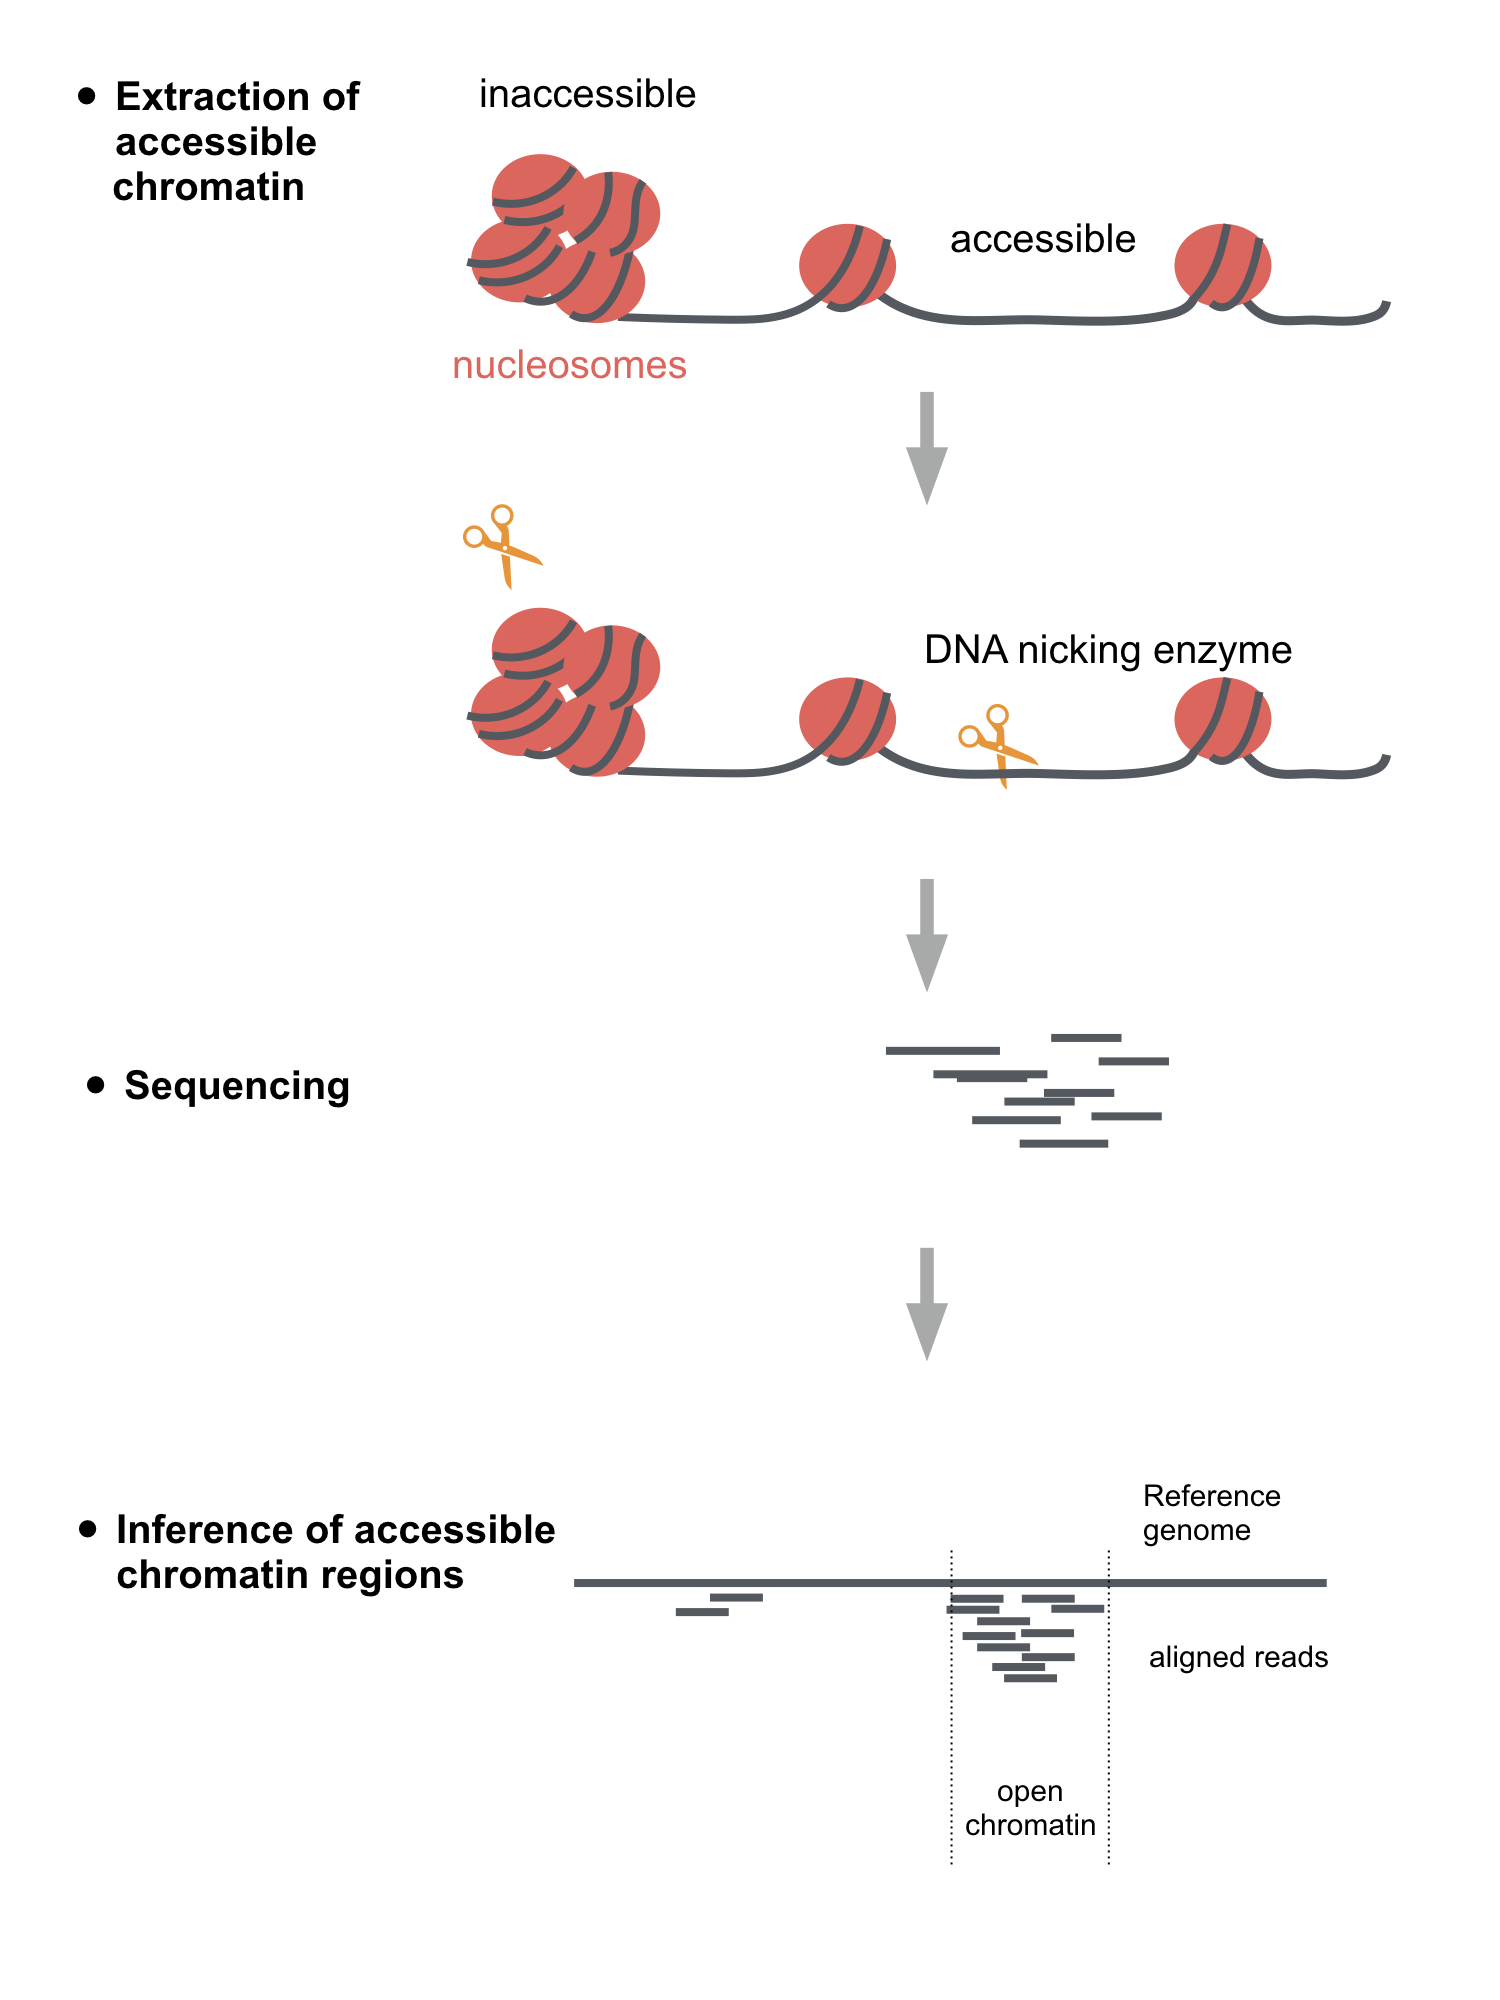 • Extraction of
accessible
chromatin
inaccessible
accessible
nucleosomes
DNA nicking enzyme
• Sequencing
• Inference of accessible
chromatin regions
Reference
genome
aligned reads
open
chromatin